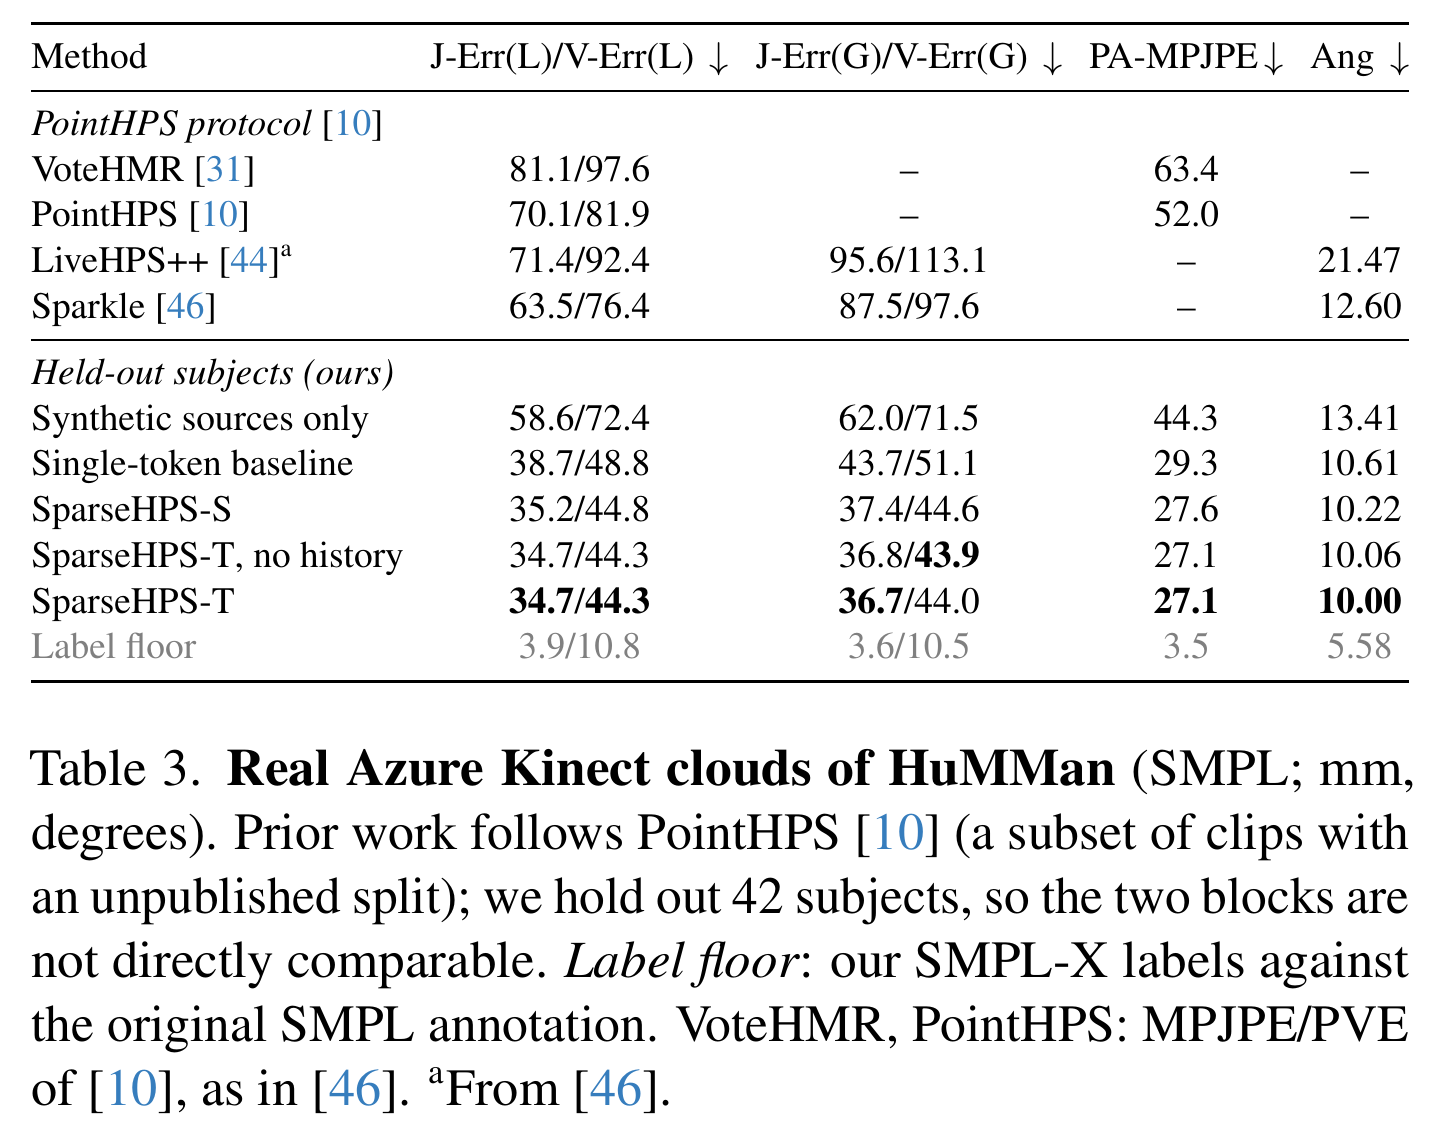 Method J-Err(L)/V-Err(L) ↓ J-Err(G)/V-Err(G) ↓ PA-MPJPE↓ Ang ↓
PointHPS protocol [10]
VoteHMR [31] 81.1/97.6 – 63.4 –
PointHPS [10] 70.1/81.9 – 52.0 –
LiveHPS++ [44]ᵃ 71.4/92.4 95.6/113.1 – 21.47
Sparkle [46] 63.5/76.4 87.5/97.6 – 12.60
Held-out subjects (ours)
Synthetic sources only 58.6/72.4 62.0/71.5 44.3 13.41
Single-token baseline 38.7/48.8 43.7/51.1 29.3 10.61
SparseHPS-S 35.2/44.8 37.4/44.6 27.6 10.22
SparseHPS-T, no history 34.7/44.3 36.8/43.9 27.1 10.06
SparseHPS-T 34.7/44.3 36.7/44.0 27.1 10.00
Label floor 3.9/10.8 3.6/10.5 3.5 5.58
Table 3. Real Azure Kinect clouds of HuMMan (SMPL; mm,
degrees). Prior work follows PointHPS [10] (a subset of clips with
an unpublished split); we hold out 42 subjects, so the two blocks are
not directly comparable. Label floor: our SMPL-X labels against
the original SMPL annotation. VoteHMR, PointHPS: MPJPE/PVE
of [10], as in [46]. ᵃFrom [46].